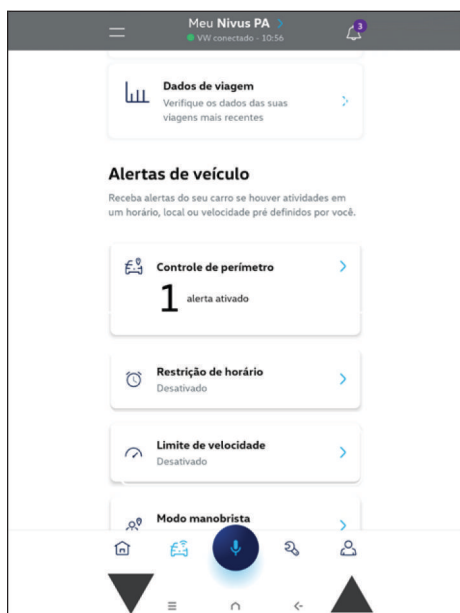 Meu Nivus PA
VW conectado - 10:56
3
Dados de viagem
Verifique os dados das suas
viagens mais recentes
Alertas de veículo
Receba alertas do seu carro se houver atividades em
um horário, local ou velocidade pré definidos por você.
Controle de perímetro
1 alerta ativado
Restrição de horário
Desativado
Limite de velocidade
Desativado
Modo manobrista